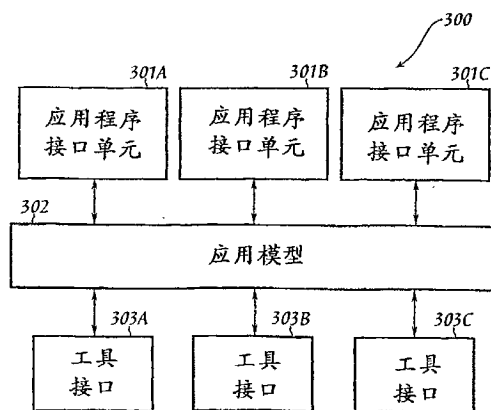 300
301A
301B
301C
应用程序
接口单元
应用程序
接口单元
应用程序
接口单元
302
应用模型
303A
303B
303C
工具
接口
工具
接口
工具
接口